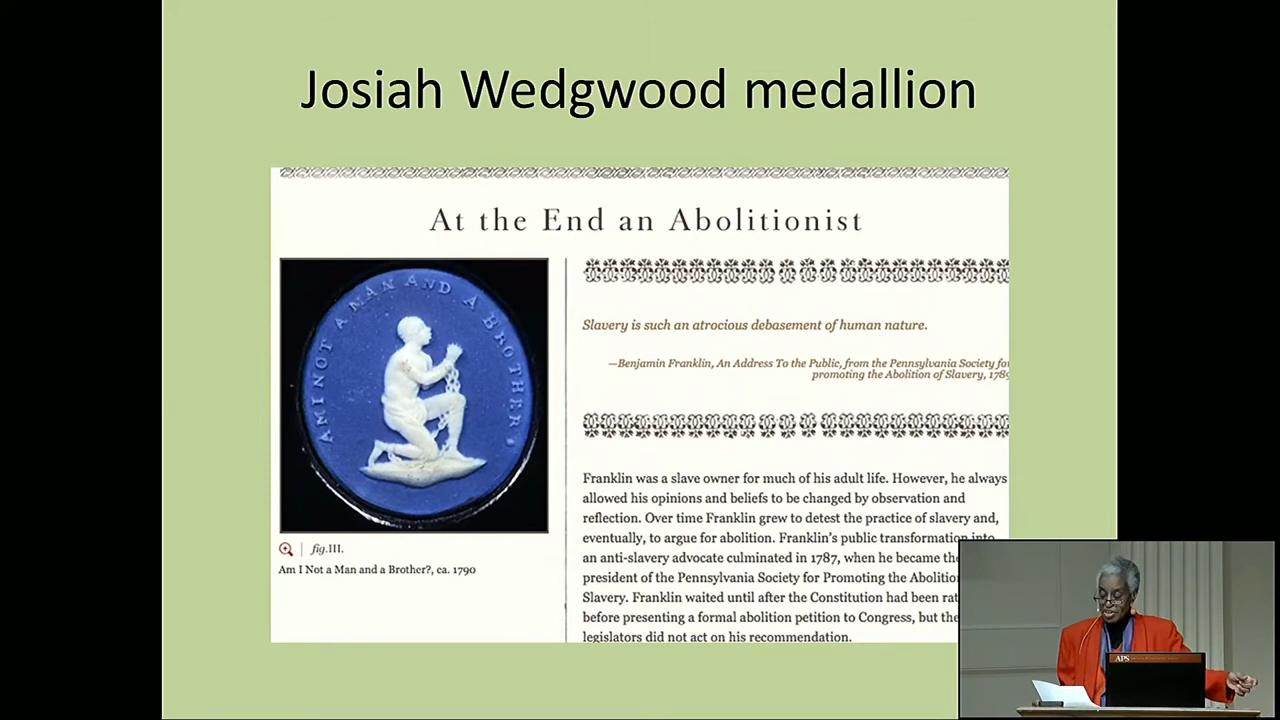 Josiah Wedgwood medallion
At the End an Abolitionist
AM I NOT A MAN AND A BROTHER
Slavery is such an atrocious debasement of human nature.
—Benjamin Franklin, An Address To the Public, from the Pennsylvania Society for
promoting the Abolition of Slavery, 1789
Franklin was a slave owner for much of his adult life. However, he always
allowed his opinions and beliefs to be changed by observation and
reflection. Over time Franklin grew to detest the practice of slavery and,
eventually, to argue for abolition. Franklin's public transformation into
an anti-slavery advocate culminated in 1787, when he became the
president of the Pennsylvania Society for Promoting the Abolitio
Slavery. Franklin waited until after the Constitution had been rat
before presenting a formal abolition petition to Congress, but the
legislators did not act on his recommendation.
fig.III.
Am I Not a Man and a Brother?, ca. 1790
APS